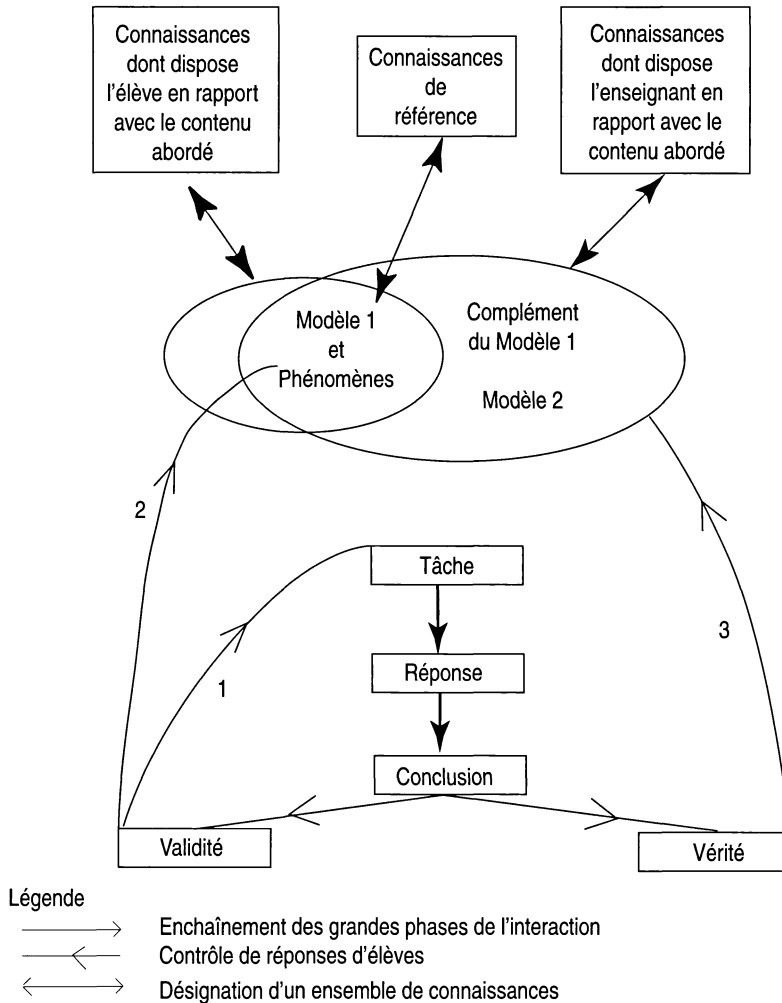 Connaissances
dont dispose
l'élève en rapport
avec le contenu
abordé
Connaissances
de
référence
Connaissances
dont dispose
l'enseignant en
rapport avec le
contenu abordé
Modèle 1
et
Phénomènes
Complément
du Modèle 1
Modèle 2
2
1
3
Tâche
Réponse
Conclusion
Validité
Vérité
Légende
Enchaînement des grandes phases de l'interaction
Contrôle de réponses d'élèves
Désignation d'un ensemble de connaissances